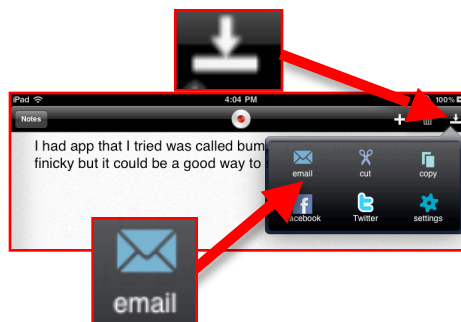 iPad 4:04 PM 100%
Notes
I had app that I tried was called bum
finicky but it could be a good way to
email cut copy
facebook Twitter settings
email